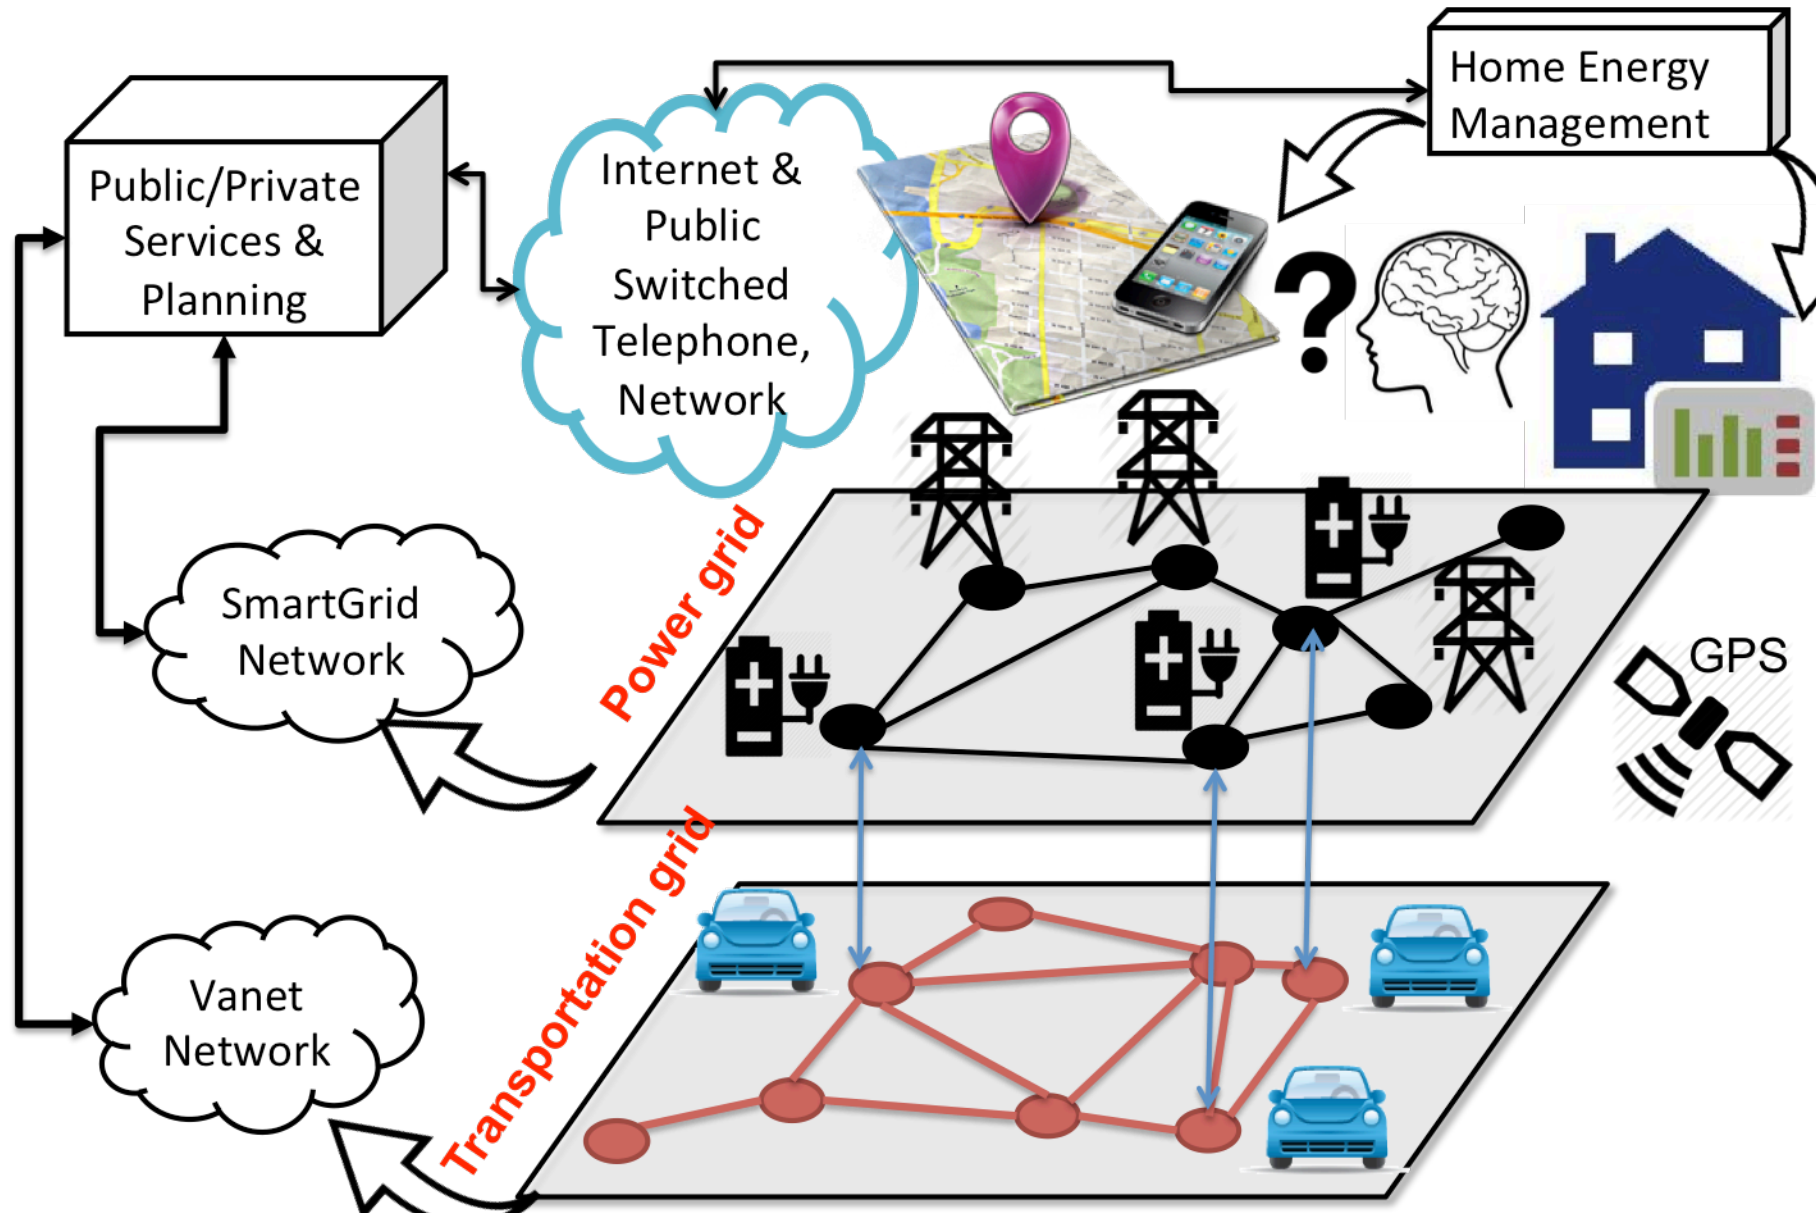 Home Energy
Management
Public/Private
Services &
Planning
Internet &
Public
Switched
Telephone,
Network
?
SmartGrid
Network
Power grid
GPS
Vanet
Network
Transportation grid